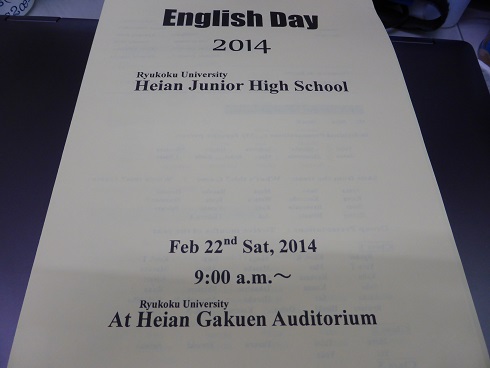 English Day
2014
Ryukoku University
Heian Junior High School
Feb 22nd Sat, 2014
9:00 a.m.～
Ryukoku University
At Heian Gakuen Auditorium